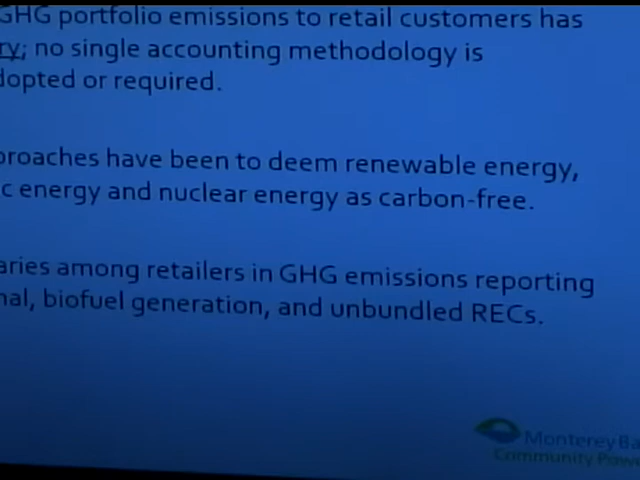 GHG portfolio emissions to retail customers has
ry; no single accounting methodology is
dopted or required.
proaches have been to deem renewable energy,
c energy and nuclear energy as carbon-free.
aries among retailers in GHG emissions reporting
nal, biofuel generation, and unbundled RECs.
Monterey Ba
Community Powe